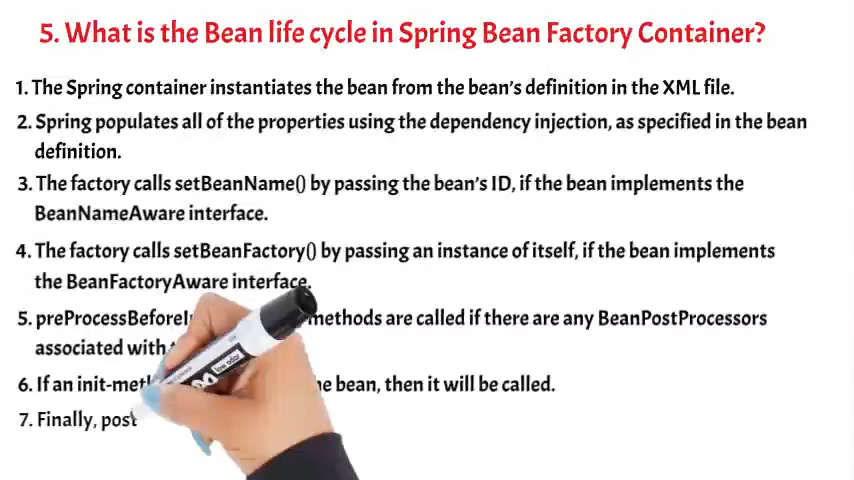 5. What is the Bean life cycle in Spring Bean Factory Container?
1. The Spring container instantiates the bean from the bean's definition in the XML file.
2. Spring populates all of the properties using the dependency injection, as specified in the bean
definition.
3. The factory calls setBeanName() by passing the bean's ID, if the bean implements the
BeanNameAware interface.
4. The factory calls setBeanFactory() by passing an instance of itself, if the bean implements
the BeanFactoryAware interface.
5. methods are called if there are any BeanPostProcessors
associated with
6. If an bean, then it will be called.
7. Finally, post
low odor